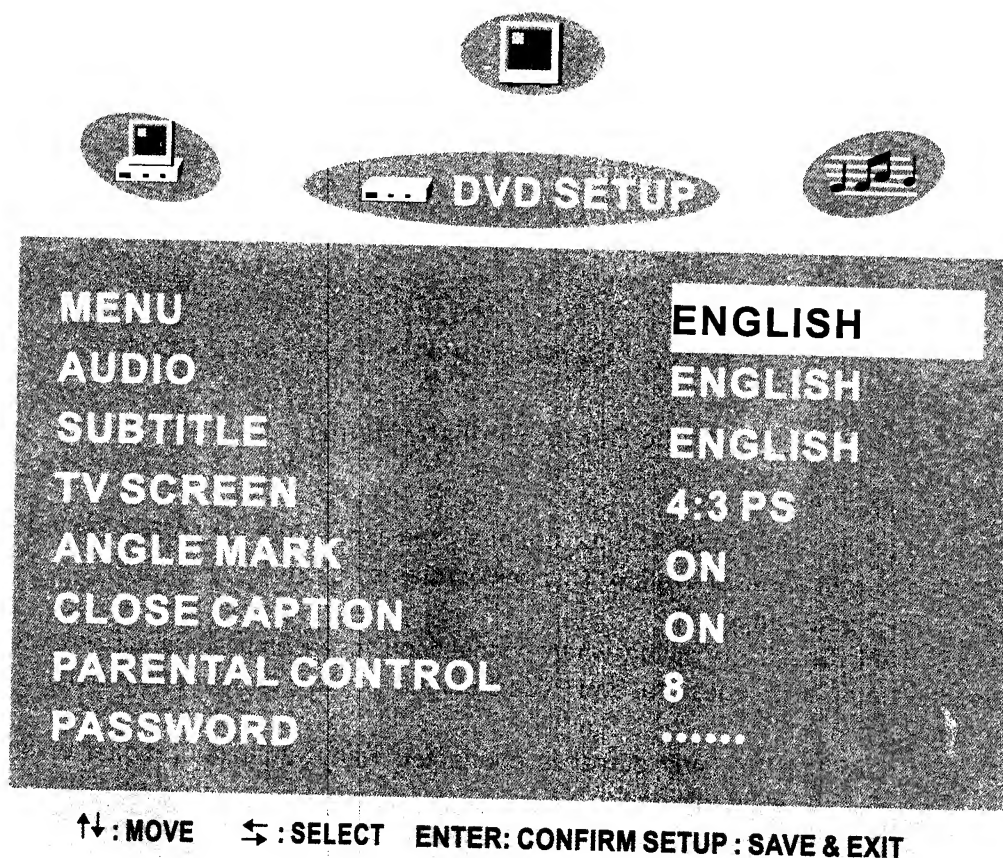 DVD SETUP
MENU ENGLISH
AUDIO ENGLISH
SUBTITLE ENGLISH
TV SCREEN 4:3 PS
ANGLE MARK ON
CLOSE CAPTION ON
PARENTAL CONTROL 8
PASSWORD ••••••
↑↓ : MOVE ⇆ : SELECT ENTER: CONFIRM SETUP : SAVE & EXIT